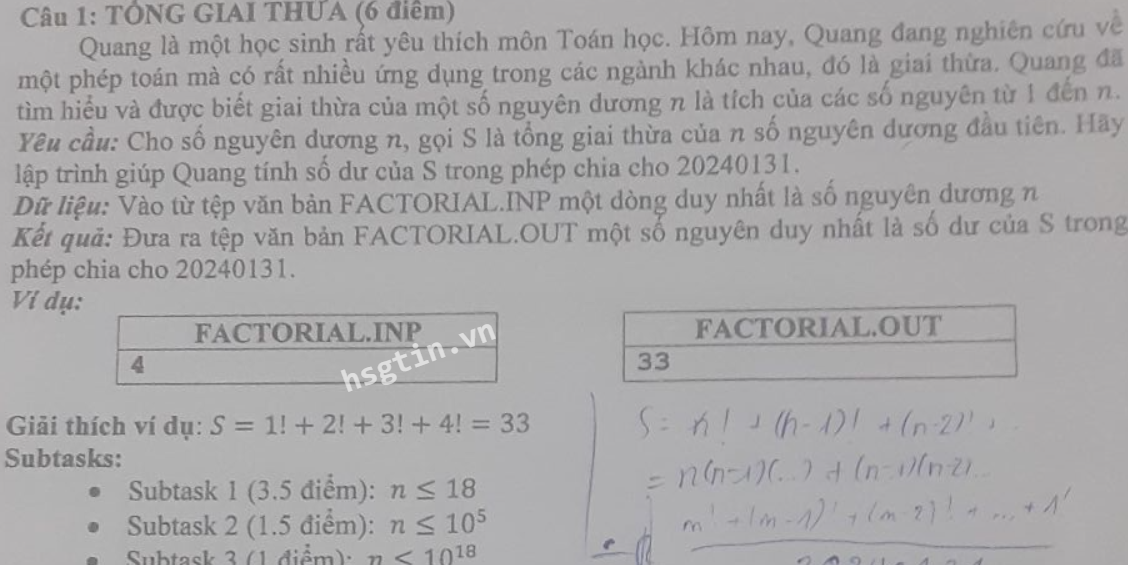 Câu 1: TỔNG GIAI THỪA (6 điểm)
Quang là một học sinh rất yêu thích môn Toán học. Hôm nay, Quang đang nghiên cứu về
một phép toán mà có rất nhiều ứng dụng trong các ngành khác nhau, đó là giai thừa. Quang đã
tìm hiểu và được biết giai thừa của một số nguyên dương n là tích của các số nguyên từ 1 đến n.
Yêu cầu: Cho số nguyên dương n, gọi S là tổng giai thừa của n số nguyên dương đầu tiên. Hãy
lập trình giúp Quang tính số dư của S trong phép chia cho 20240131.
Dữ liệu: Vào từ tệp văn bản FACTORIAL.INP một dòng duy nhất là số nguyên dương n
Kết quả: Đưa ra tệp văn bản FACTORIAL.OUT một số nguyên duy nhất là số dư của S trong
phép chia cho 20240131.
Ví dụ:
FACTORIAL.INP
4
FACTORIAL.OUT
33
hsgtin.vn
Giải thích ví dụ: S = 1! + 2! + 3! + 4! = 33
Subtasks:
• Subtask 1 (3.5 điểm): n ≤ 18
• Subtask 2 (1.5 điểm): n ≤ 10⁵
• Subtask 3 (1 điểm): n ≤ 10¹⁸
S = n! + (n-1)! + (n-2)! +
= n(n-1)(...) + (n-1)(n-2)...
n! + (n-1)! + (n-2)! + ... + 1!